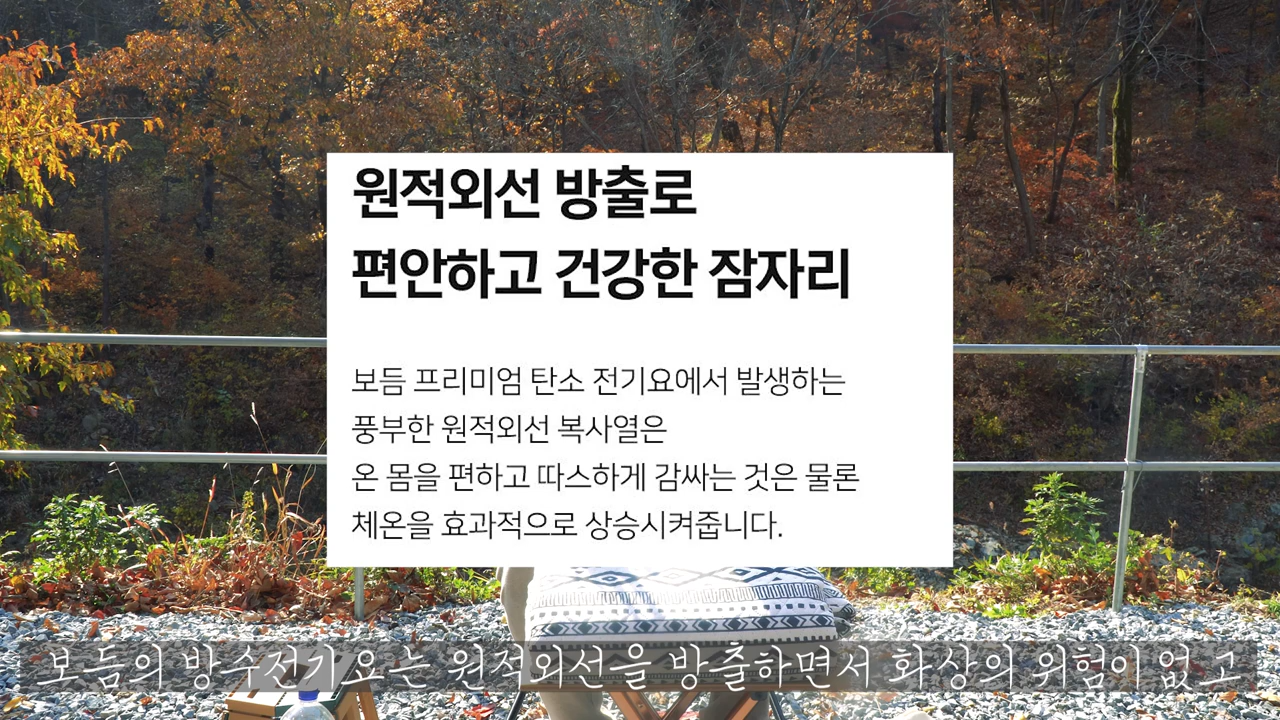 원적외선 방출로
편안하고 건강한 잠자리
보듬 프리미엄 탄소 전기요에서 발생하는
풍부한 원적외선 복사열은
온 몸을 편하고 따스하게 감싸는 것은 물론
체온을 효과적으로 상승시켜줍니다.
보듬의 방수전기요는 원적외선을 방출하면서 화상의 위험이 없고